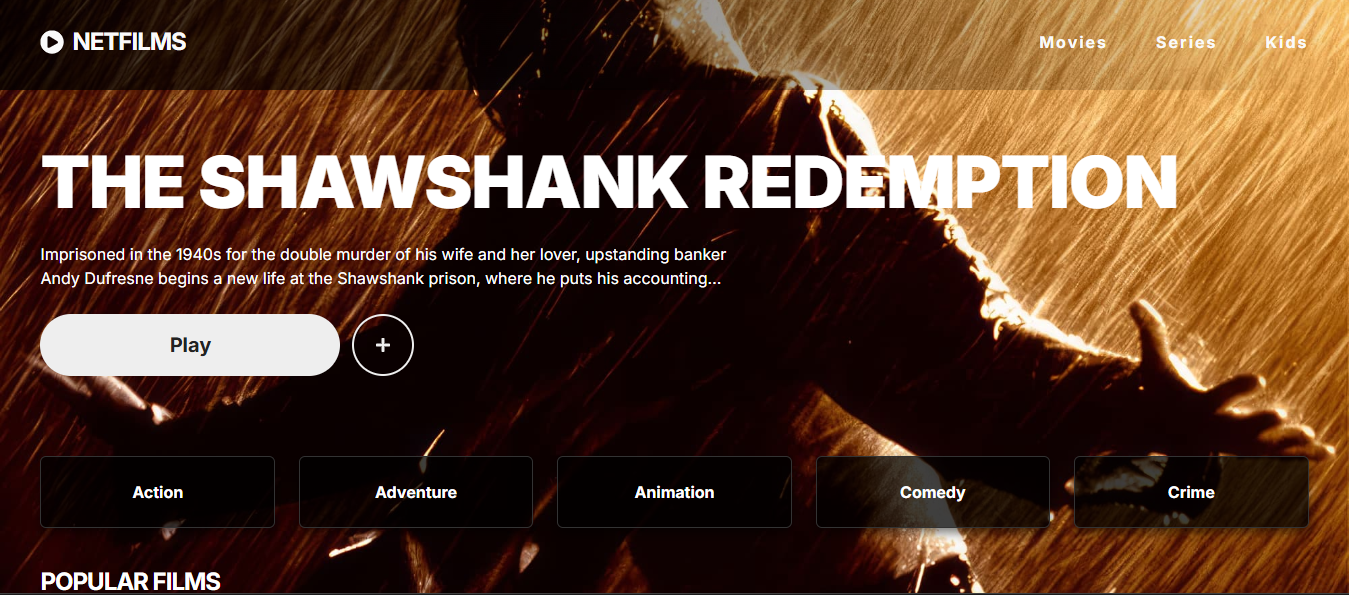 NETFILMS
Movies Series Kids
THE SHAWSHANK REDEMPTION
Imprisoned in the 1940s for the double murder of his wife and her lover, upstanding banker
Andy Dufresne begins a new life at the Shawshank prison, where he puts his accounting...
Play +
Action Adventure Animation Comedy Crime
POPULAR FILMS